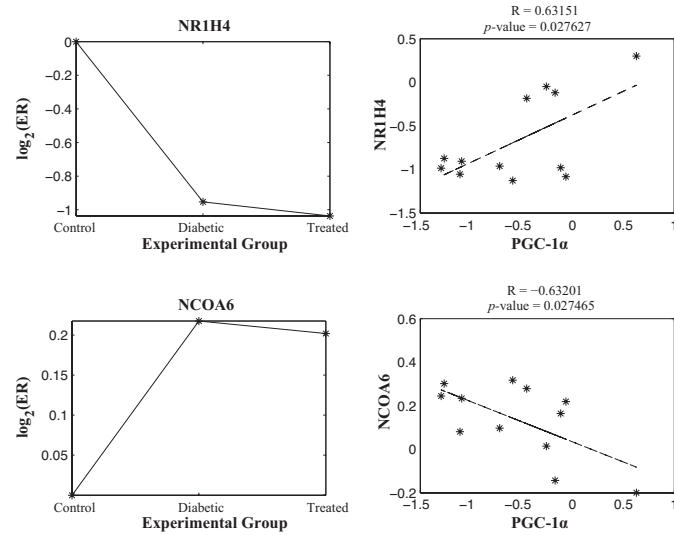 NR1H4
0
−0.2
−0.4
−0.6
−0.8
−1
log2(ER)
Control
Diabetic
Treated
Experimental Group
R = 0.63151
p-value = 0.027627
0.5
0
−0.5
−1
−1.5
NR1H4
−1.5
−1
−0.5
0
0.5
1
PGC-1α
NCOA6
0.2
0.15
0.1
0.05
log2(ER)
Control
Diabetic
Treated
Experimental Group
R = −0.63201
p-value = 0.027465
0.6
0.4
0.2
0
−0.2
NCOA6
−1.5
−1
−0.5
0
0.5
1
PGC-1α